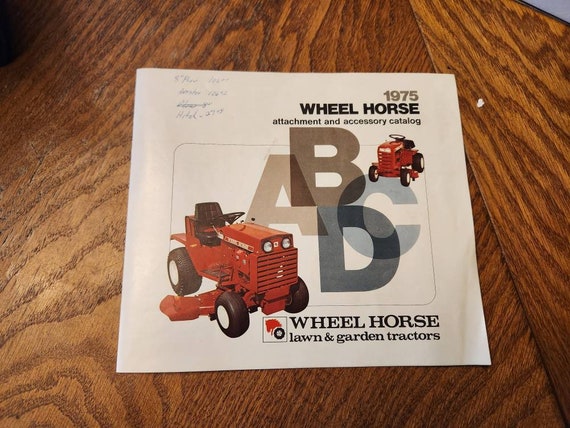 1975
WHEEL HORSE
attachment and accessory catalog
A B C D
WHEEL HORSE
lawn & garden tractors